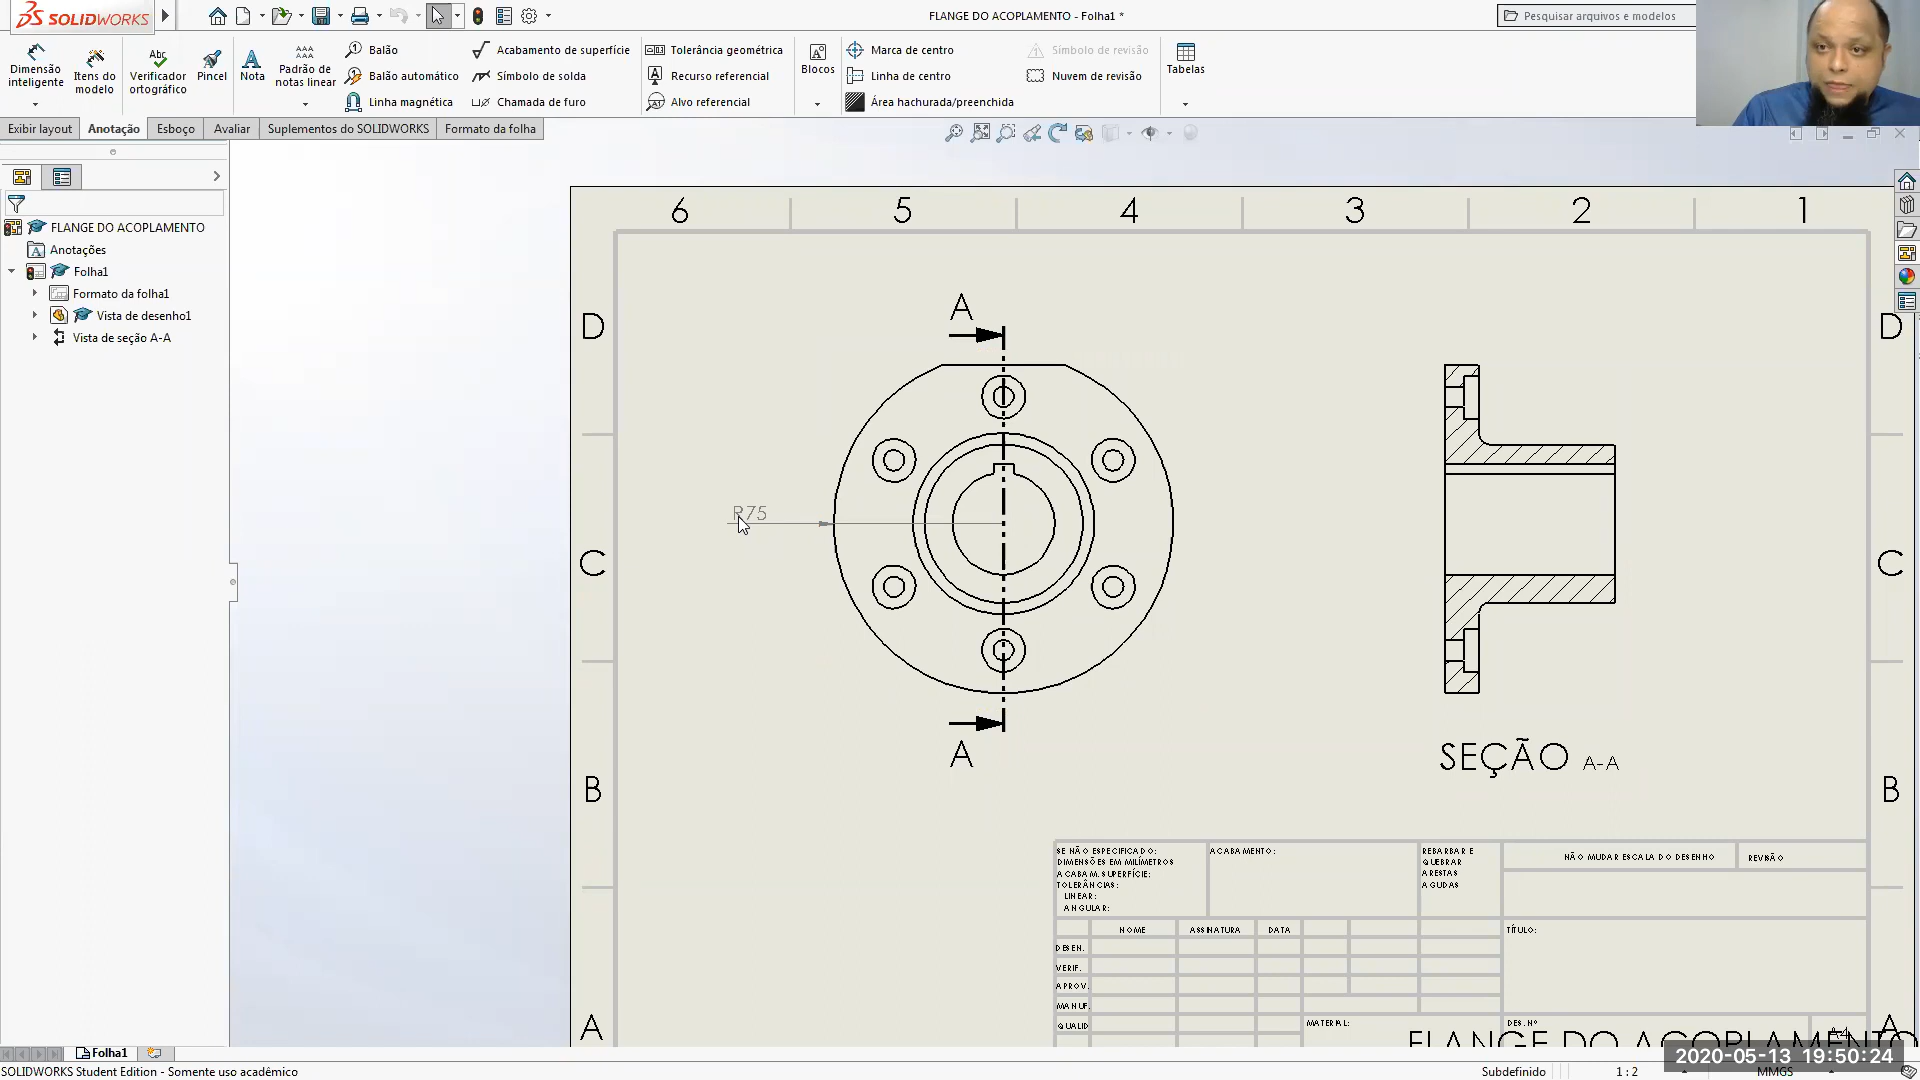 SOLIDWORKS
FLANGE DO ACOPLAMENTO - Folha1 *
Pesquisar arquivos e modelos
Dimensão inteligente
Itens do modelo
Abc
Verificador ortográfico
Pincel
A
Nota
AAA
AAA
Padrão de notas linear
Balão
Balão automático
Linha magnética
Acabamento de superfície
Símbolo de solda
Chamada de furo
Tolerância geométrica
Recurso referencial
Alvo referencial
Blocos
Marca de centro
Linha de centro
Área hachurada/preenchida
Símbolo de revisão
Nuvem de revisão
Tabelas
Exibir layout
Anotação
Esboço
Avaliar
Suplementos do SOLIDWORKS
Formato da folha
FLANGE DO ACOPLAMENTO
Anotações
Folha1
Formato da folha1
Vista de desenho1
Vista de seção A-A
6 5 4 3 2 1
A
D D
R75
C C
A
SEÇÃO A-A
B B
SE NÃO ESPECIFICADO:
DIMENSÕES EM MILÍMETROS
ACABAM. SUPERFÍCIE:
TOLERÂNCIAS:
LINEAR:
ANGULAR:
ACABAMENTO:
REBARBAR E
QUEBRAR
ARESTAS
AGUDAS
NÃO MUDAR ESCALA DO DESENHO
REVISÃO
NOME ASSINATURA DATA
TÍTULO:
DESEN.
VERIF.
APROV.
MANUF.
QUALID
MATERIAL:
DES. Nº
A4
A A
FLANGE DO ACOPLAMENTO
Folha1
2020-05-13 19:50:24
SOLIDWORKS Student Edition - Somente uso acadêmico
Subdefinido
1 : 2
MMGS